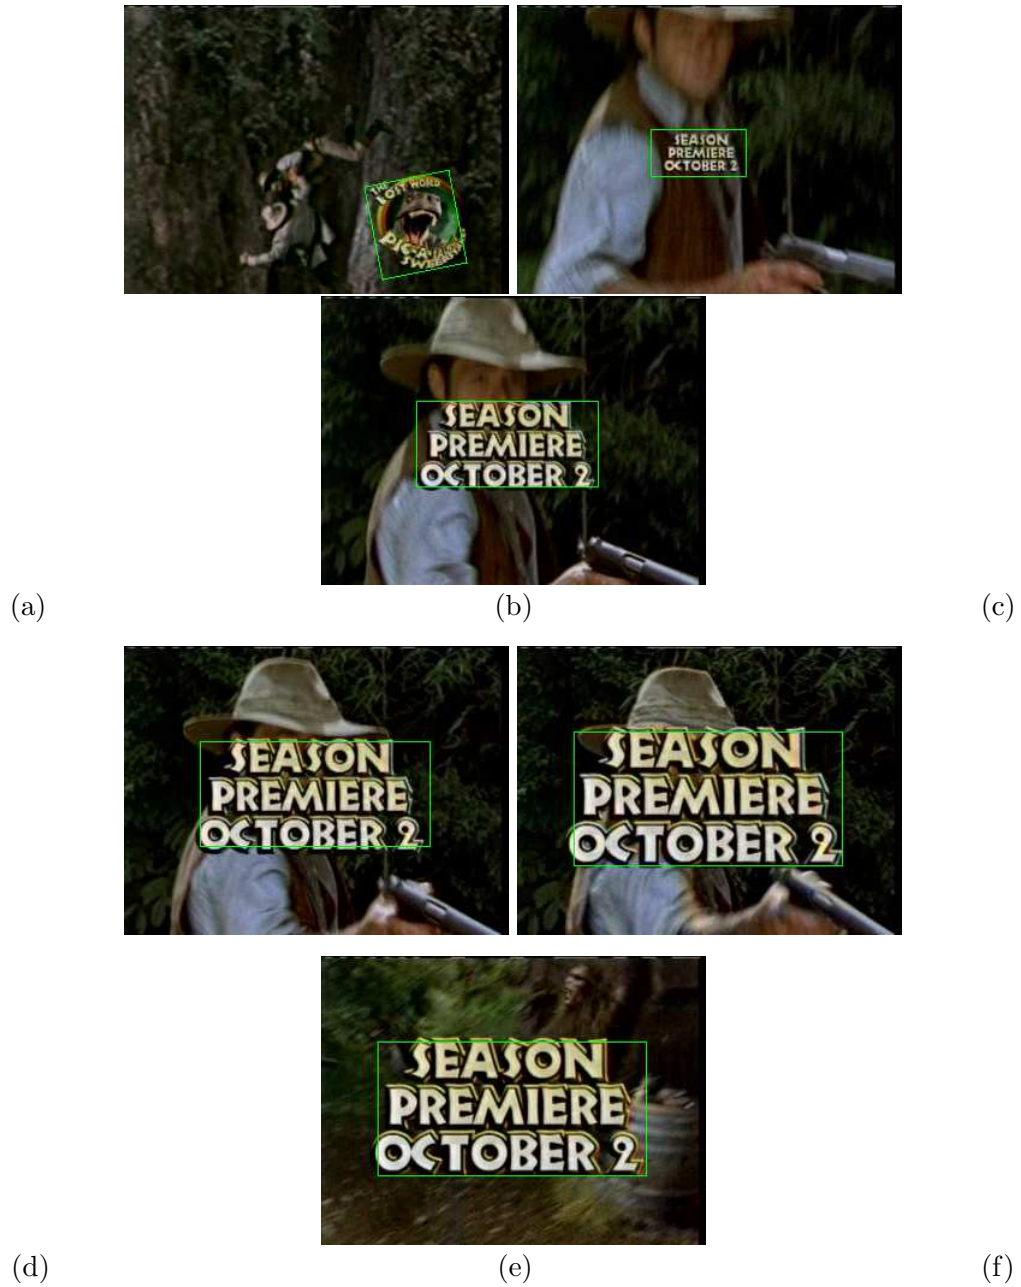 THE
LOST WORLD
PIC-A-
SEASON
PREMIERE
OCTOBER 2
SEASON
PREMIERE
OCTOBER 2
(a) (b) (c)
SEASON
PREMIERE
OCTOBER 2
SEASON
PREMIERE
OCTOBER 2
SEASON
PREMIERE
OCTOBER 2
(d) (e) (f)